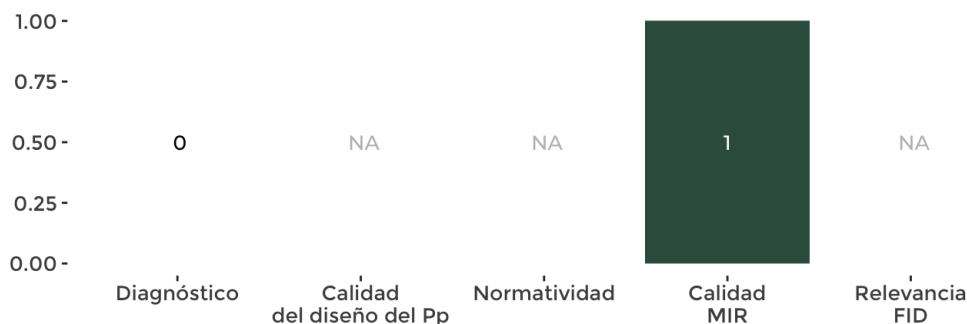 1.00
0.75
0.50
0.25
0.00
0
NA
NA
1
NA
Diagnóstico
Calidad
del diseño del Pp
Normatividad
Calidad
MIR
Relevancia
FID